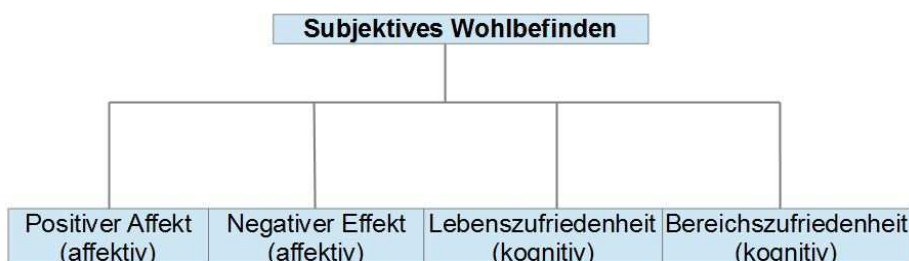 Subjektives Wohlbefinden
Positiver Affekt
(affektiv)
Negativer Effekt
(affektiv)
Lebenszufriedenheit
(kognitiv)
Bereichszufriedenheit
(kognitiv)